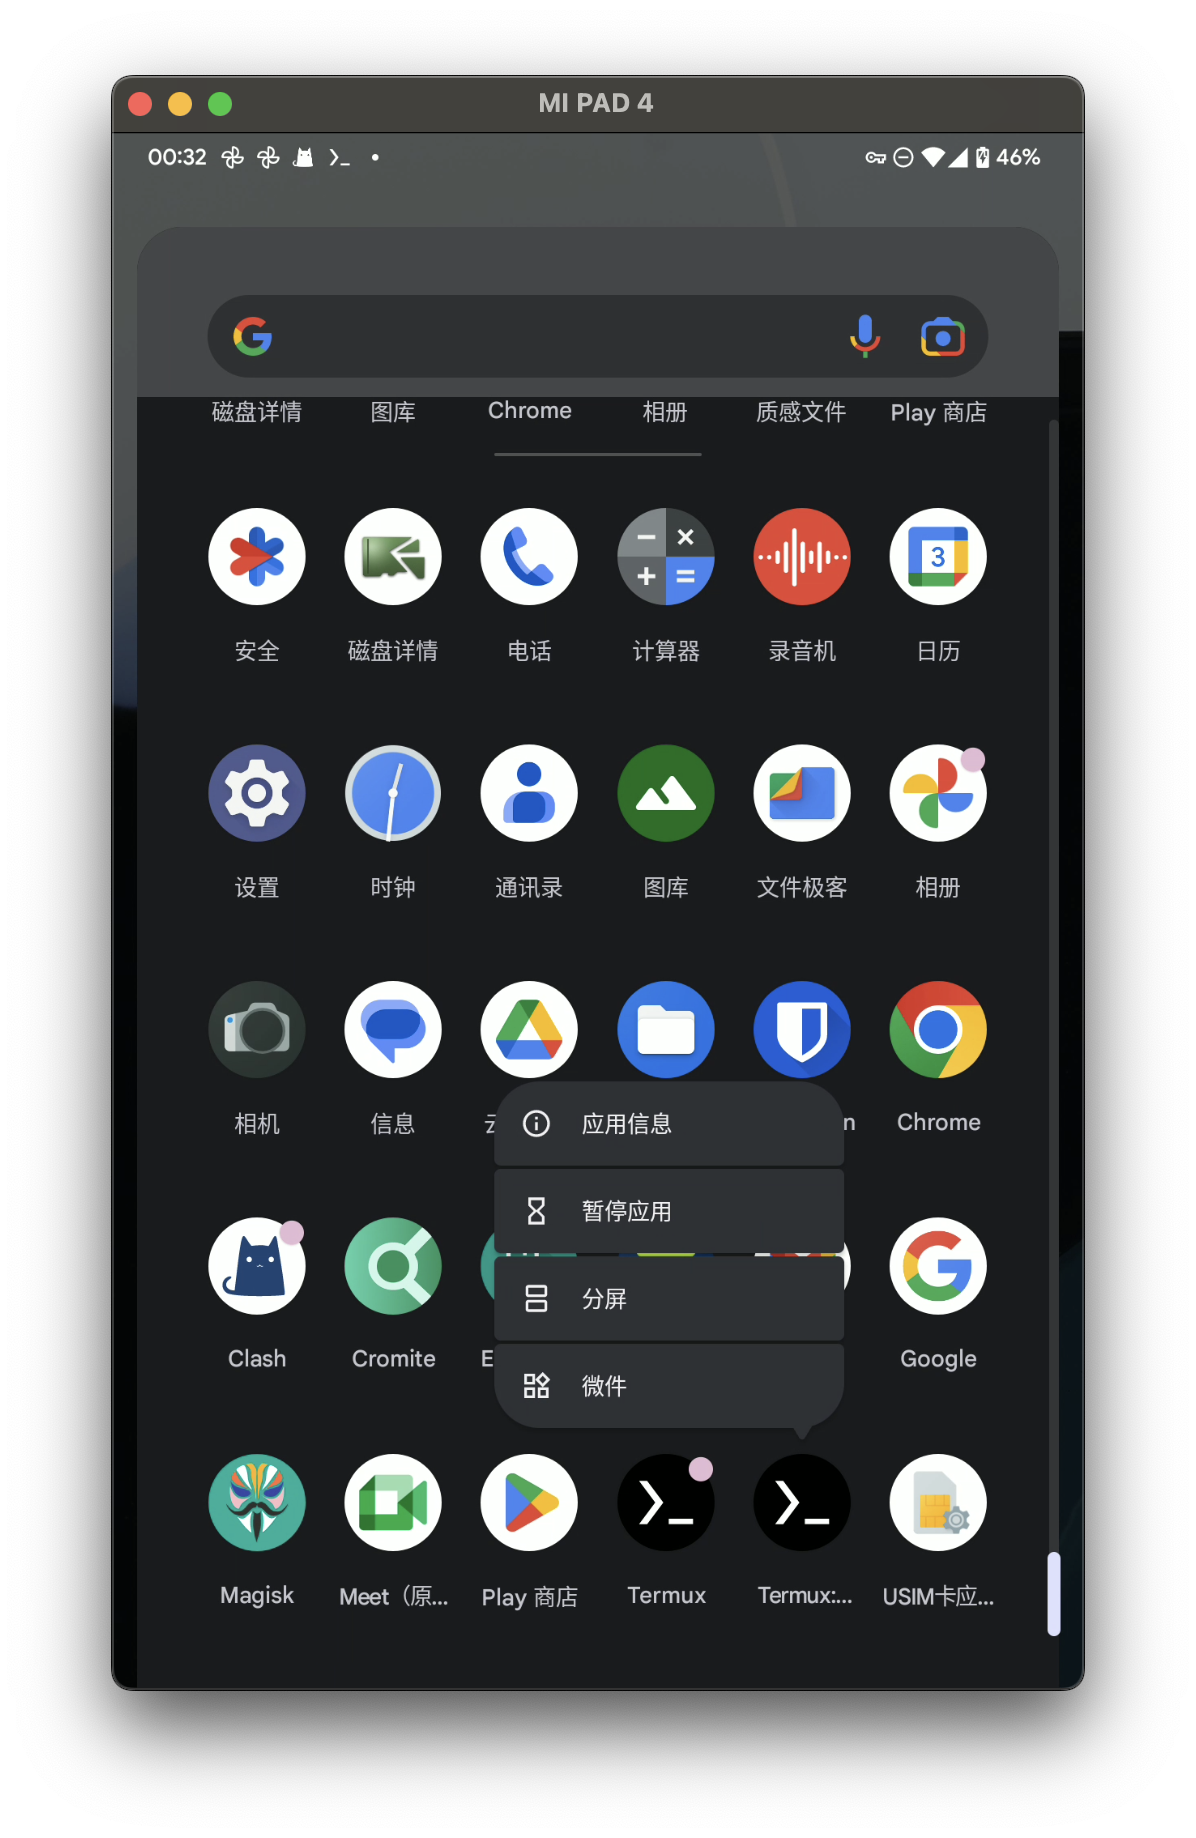 MI PAD 4
00:32
46%
磁盘详情 图库 Chrome 相册 质感文件 Play 商店
3
安全 磁盘详情 电话 计算器 录音机 日历
设置 时钟 通讯录 图库 文件极客 相册
相机 信息 n Chrome
应用信息
暂停应用
分屏
微件
Clash Cromite E Google
Magisk Meet（原... Play 商店 Termux Termux:... USIM卡应...